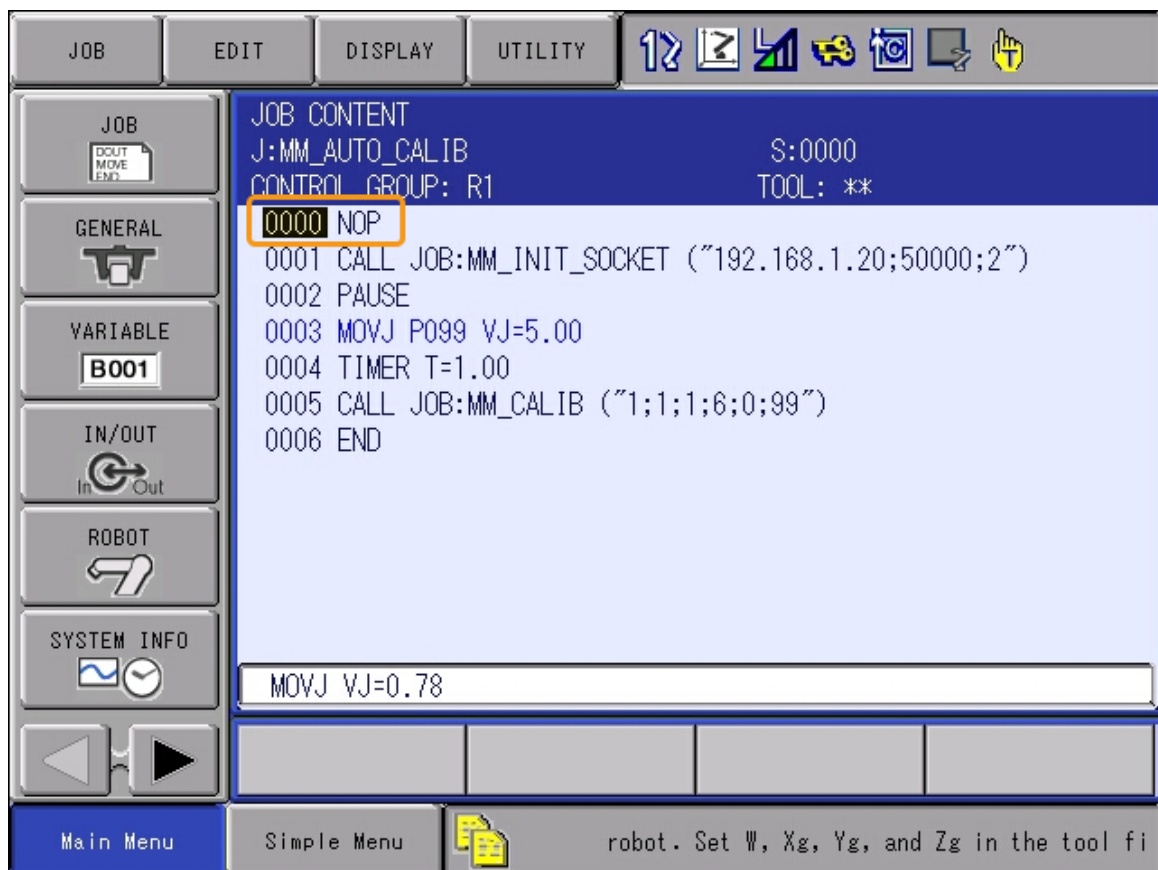 JOB
EDIT
DISPLAY
UTILITY
JOB
DOUT
MOVE
END
GENERAL
VARIABLE
B001
IN/OUT
In Out
ROBOT
SYSTEM INFO
JOB CONTENT
J:MM_AUTO_CALIB S:0000
CONTROL GROUP: R1 TOOL: **
0000 NOP
0001 CALL JOB:MM_INIT_SOCKET ("192.168.1.20;50000;2")
0002 PAUSE
0003 MOVJ P099 VJ=5.00
0004 TIMER T=1.00
0005 CALL JOB:MM_CALIB ("1;1;1;6;0;99")
0006 END
MOVJ VJ=0.78
Main Menu
Simple Menu
robot. Set W, Xg, Yg, and Zg in the tool fi